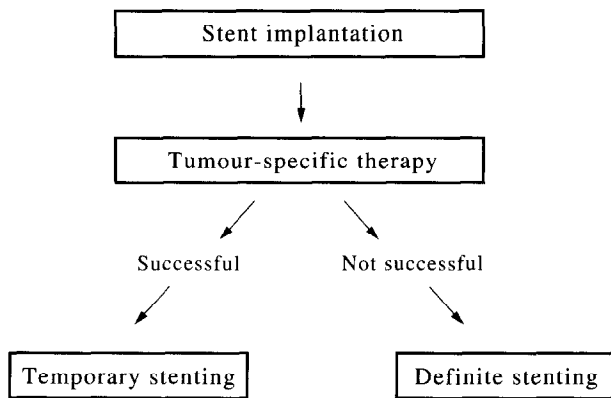 Stent implantation
Tumour-specific therapy
Successful
Not successful
Temporary stenting
Definite stenting